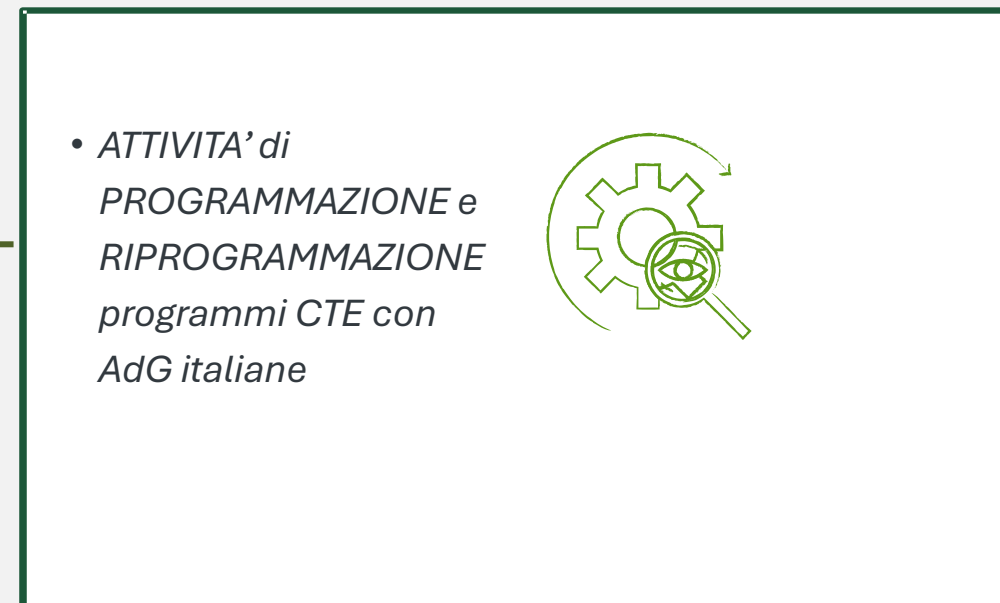 • ATTIVITA’ di
PROGRAMMAZIONE e
RIPROGRAMMAZIONE
programmi CTE con
AdG italiane